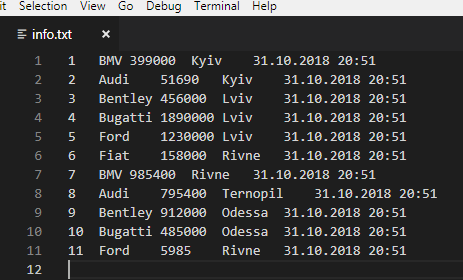 it Selection View Go Debug Terminal Help
info.txt ×
1 1 BMV 399000 Kyiv 31.10.2018 20:51
2 2 Audi 51690 Kyiv 31.10.2018 20:51
3 3 Bentley 456000 Lviv 31.10.2018 20:51
4 4 Bugatti 1890000 Lviv 31.10.2018 20:51
5 5 Ford 1230000 Lviv 31.10.2018 20:51
6 6 Fiat 158000 Rivne 31.10.2018 20:51
7 7 BMV 985400 Rivne 31.10.2018 20:51
8 8 Audi 795400 Ternopil 31.10.2018 20:51
9 9 Bentley 912000 Odessa 31.10.2018 20:51
10 10 Bugatti 485000 Odessa 31.10.2018 20:51
11 11 Ford 5985 Rivne 31.10.2018 20:51
12